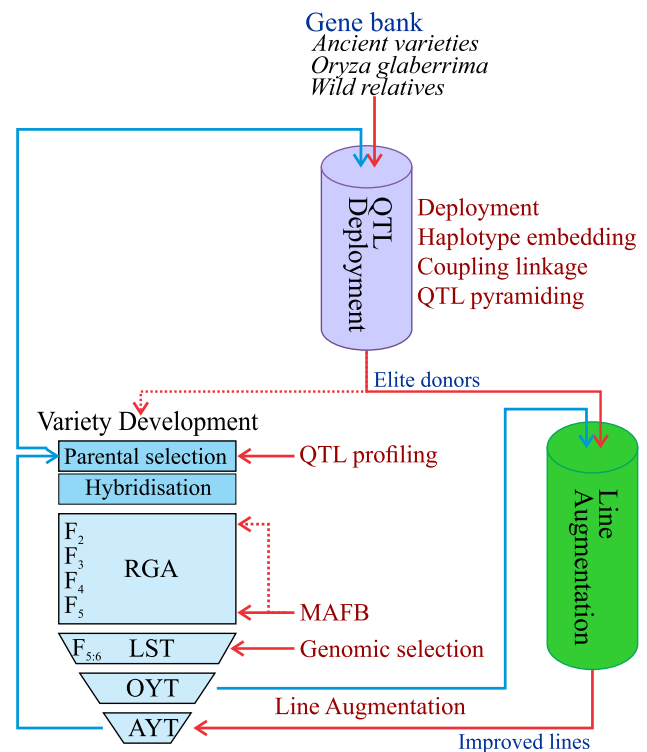 Gene bank
Ancient varieties
Oryza glaberrima
Wild relatives
QTL
Deployment
Deployment
Haplotype embedding
Coupling linkage
QTL pyramiding
Elite donors
Variety Development
Parental selection
QTL profiling
Hybridisation
Line
Augmentation
F2
F3
F4
F5
RGA
MAFB
F5:6
LST
Genomic selection
OYT
Line Augmentation
AYT
Improved lines